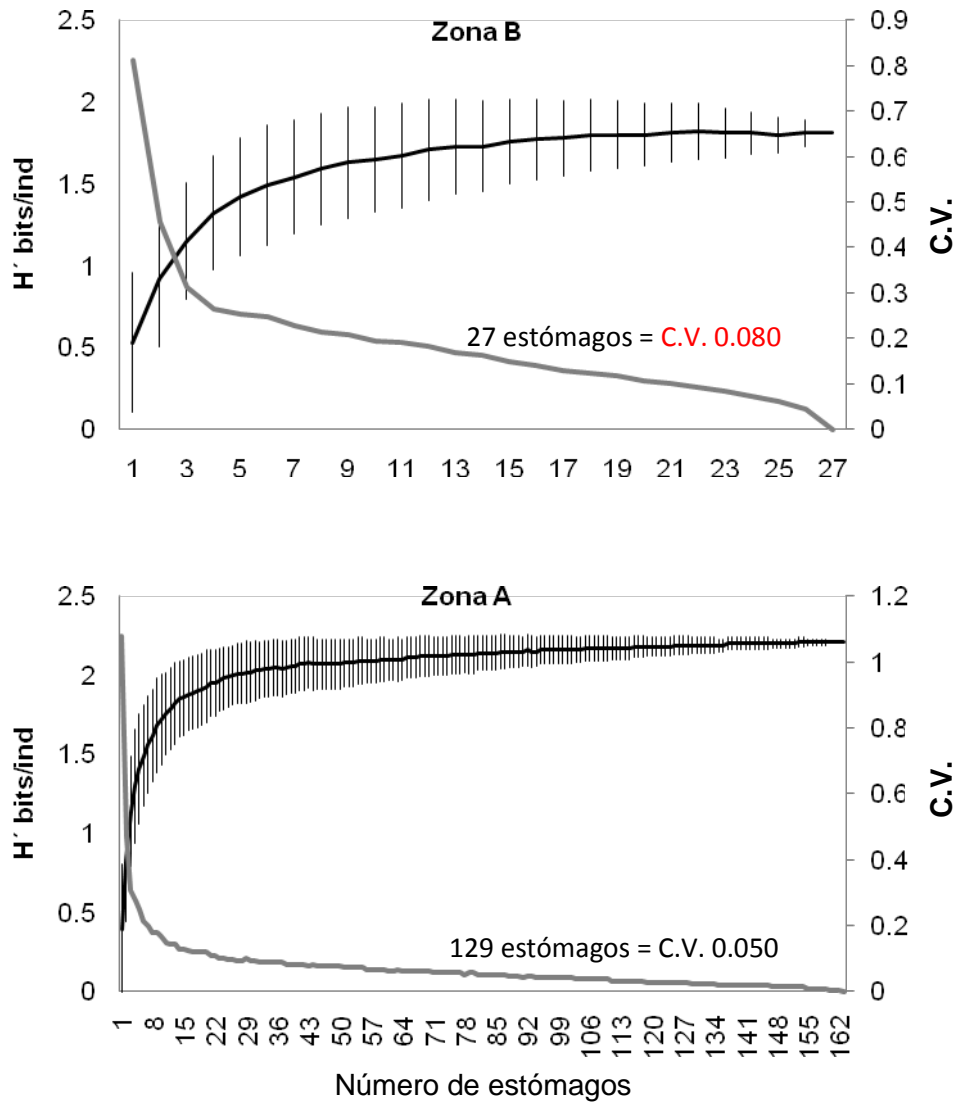 Zona B
H´ bits/ind
2.5
2
1.5
1
0.5
0
0.9
0.8
0.7
0.6
0.5
0.4
0.3
0.2
0.1
0
C.V.
27 estómagos = C.V. 0.080
1 3 5 7 9 11 13 15 17 19 21 23 25 27
Zona A
H´ bits/ind
2.5
2
1.5
1
0.5
0
1.2
1
0.8
0.6
0.4
0.2
0
C.V.
129 estómagos = C.V. 0.050
1 8 15 22 29 36 43 50 57 64 71 78 85 92 99 106 113 120 127 134 141 148 155 162
Número de estómagos